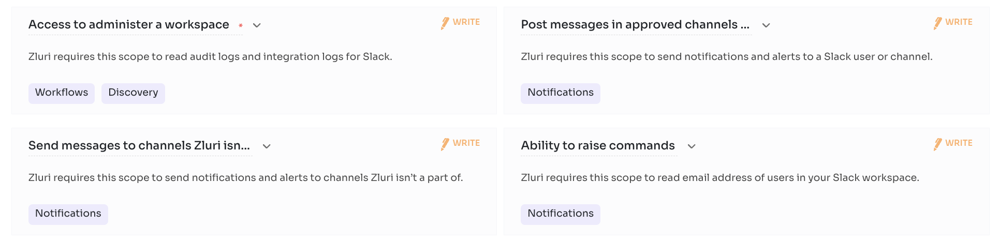 Access to administer a workspace *
WRITE
Zluri requires this scope to read audit logs and integration logs for Slack.
Workflows
Discovery
Post messages in approved channels ...
WRITE
Zluri requires this scope to send notifications and alerts to a Slack user or channel.
Notifications
Send messages to channels Zluri isn...
WRITE
Zluri requires this scope to send notifications and alerts to channels Zluri isn’t a part of.
Notifications
Ability to raise commands
WRITE
Zluri requires this scope to read email address of users in your Slack workspace.
Notifications